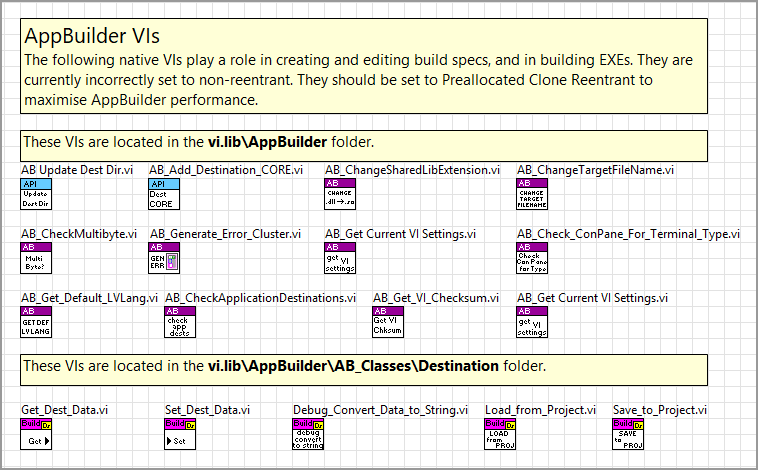 AppBuilder VIs
The following native VIs play a role in creating and editing build specs, and in building EXEs. They are
currently incorrectly set to non-reentrant. They should be set to Preallocated Clone Reentrant to
maximise AppBuilder performance.
These VIs are located in the vi.lib\AppBuilder folder.
AB Update Dest Dir.vi
API
Update
Dest Dir
AB_Add_Destination_CORE.vi
API
Dest
CORE
AB_ChangeSharedLibExtension.vi
AB
CHANGE
.dll→.so
AB_ChangeTargetFileName.vi
AB
CHANGE
TARGET
FILENAME
AB_CheckMultibyte.vi
AB
Multi
Byte?
AB_Generate_Error_Cluster.vi
AB
GEN
ERR
AB_Get Current VI Settings.vi
AB
get VI
settings
AB_Check_ConPane_For_Terminal_Type.vi
AB
Check
Con Pane
for Type
AB_Get_Default_LVLang.vi
AB
GET DEF
LV LANG
AB_CheckApplicationDestinations.vi
AB
check
app
dests
AB_Get_VI_Checksum.vi
AB
Get VI
Chksum
AB_Get Current VI Settings.vi
AB
get VI
settings
These VIs are located in the vi.lib\AppBuilder\AB_Classes\Destination folder.
Get_Dest_Data.vi
Build Ds
Get
Set_Dest_Data.vi
Build Ds
Set
Debug_Convert_Data_to_String.vi
Build Ds
debug
convert
to string
Load_from_Project.vi
Build Ds
LOAD
from
PROJ
Save_to_Project.vi
Build Ds
SAVE
to
PROJ